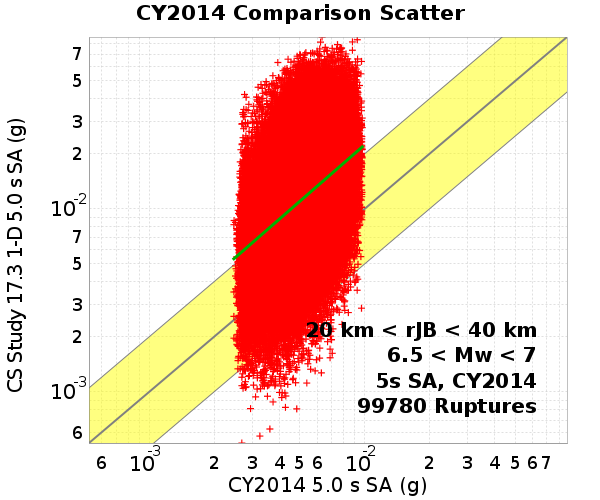 CY2014 Comparison Scatter
CS Study 17.3 1-D 5.0 s SA (g)
7
5
3
2
10-2
7
5
3
2
10-3
6
20 km < rJB < 40 km
6.5 < Mw < 7
5s SA, CY2014
99780 Ruptures
6 10-3 2 3 4 5 6 10-2 2 3 4 5 6 7
CY2014 5.0 s SA (g)